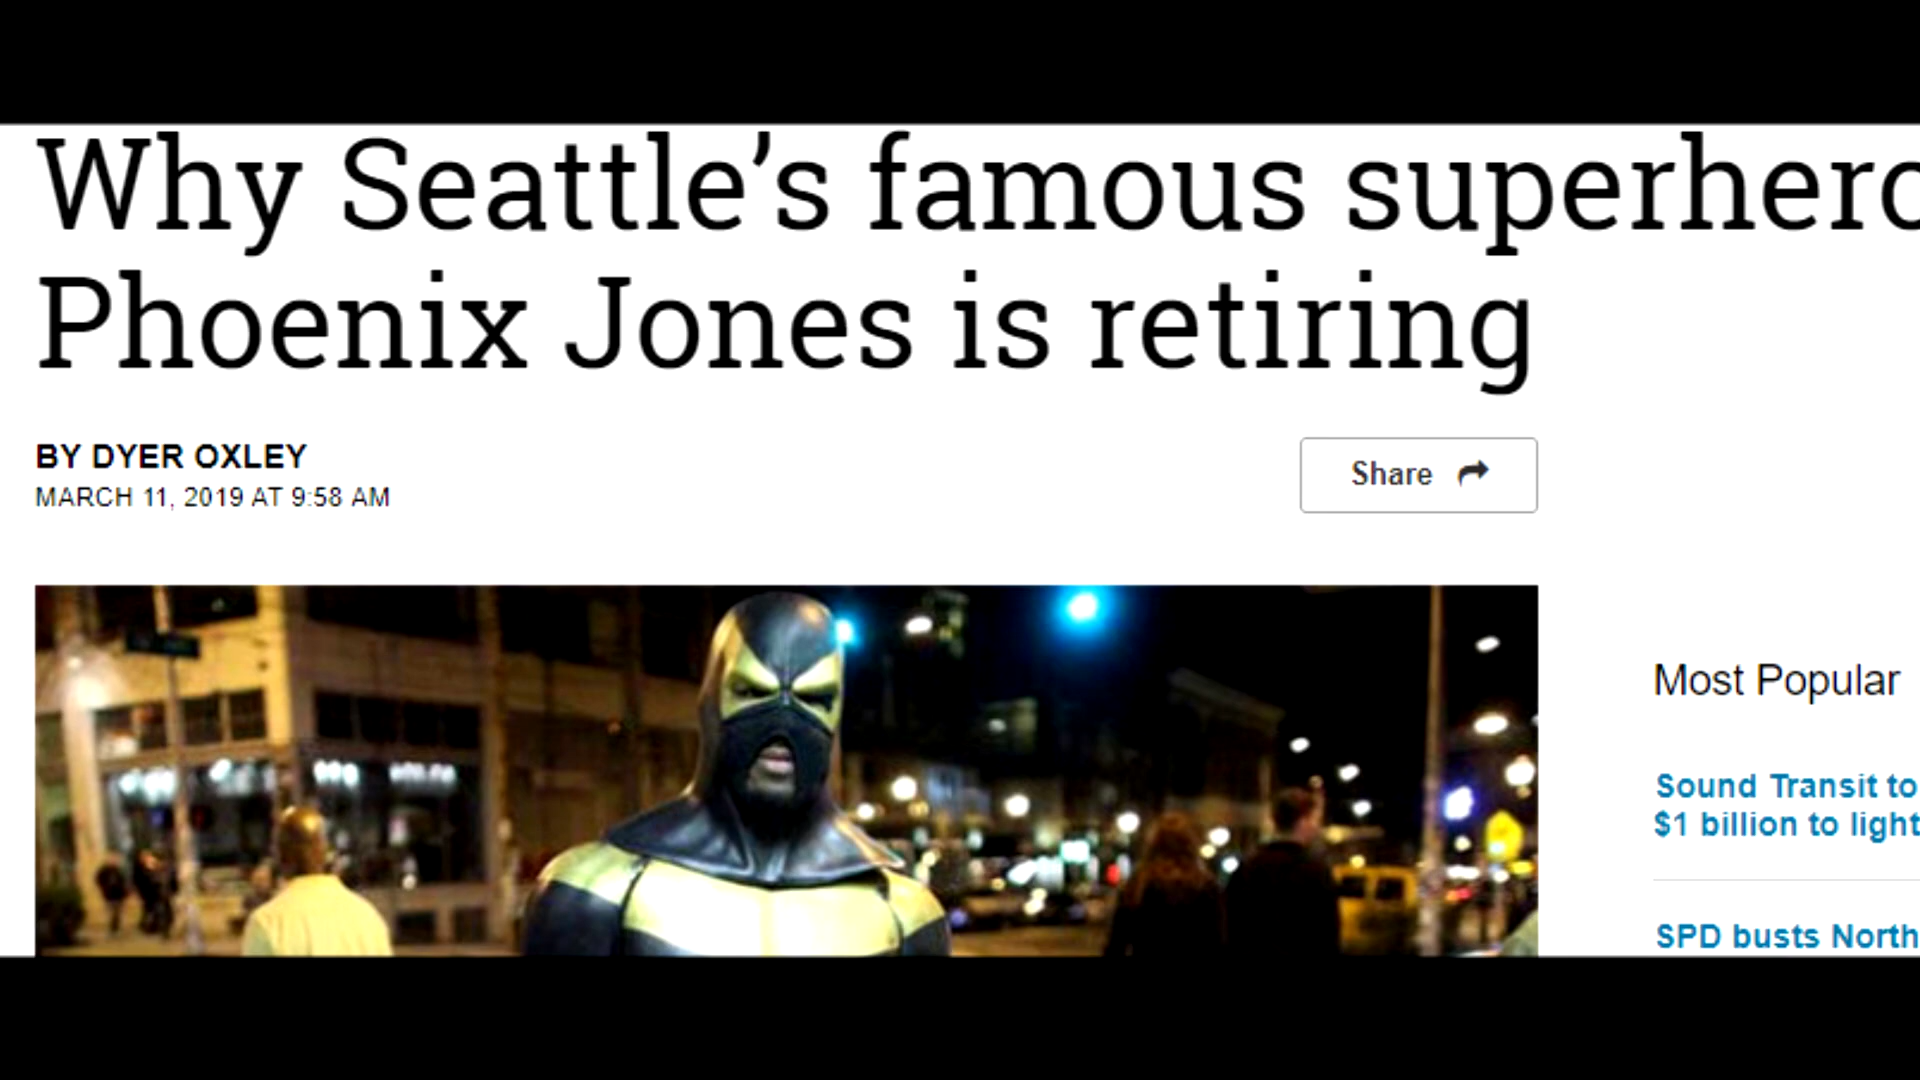 Why Seattle’s famous superhero
Phoenix Jones is retiring
BY DYER OXLEY
MARCH 11, 2019 AT 9:58 AM
Share
Most Popular
Sound Transit to
$1 billion to light
SPD busts North